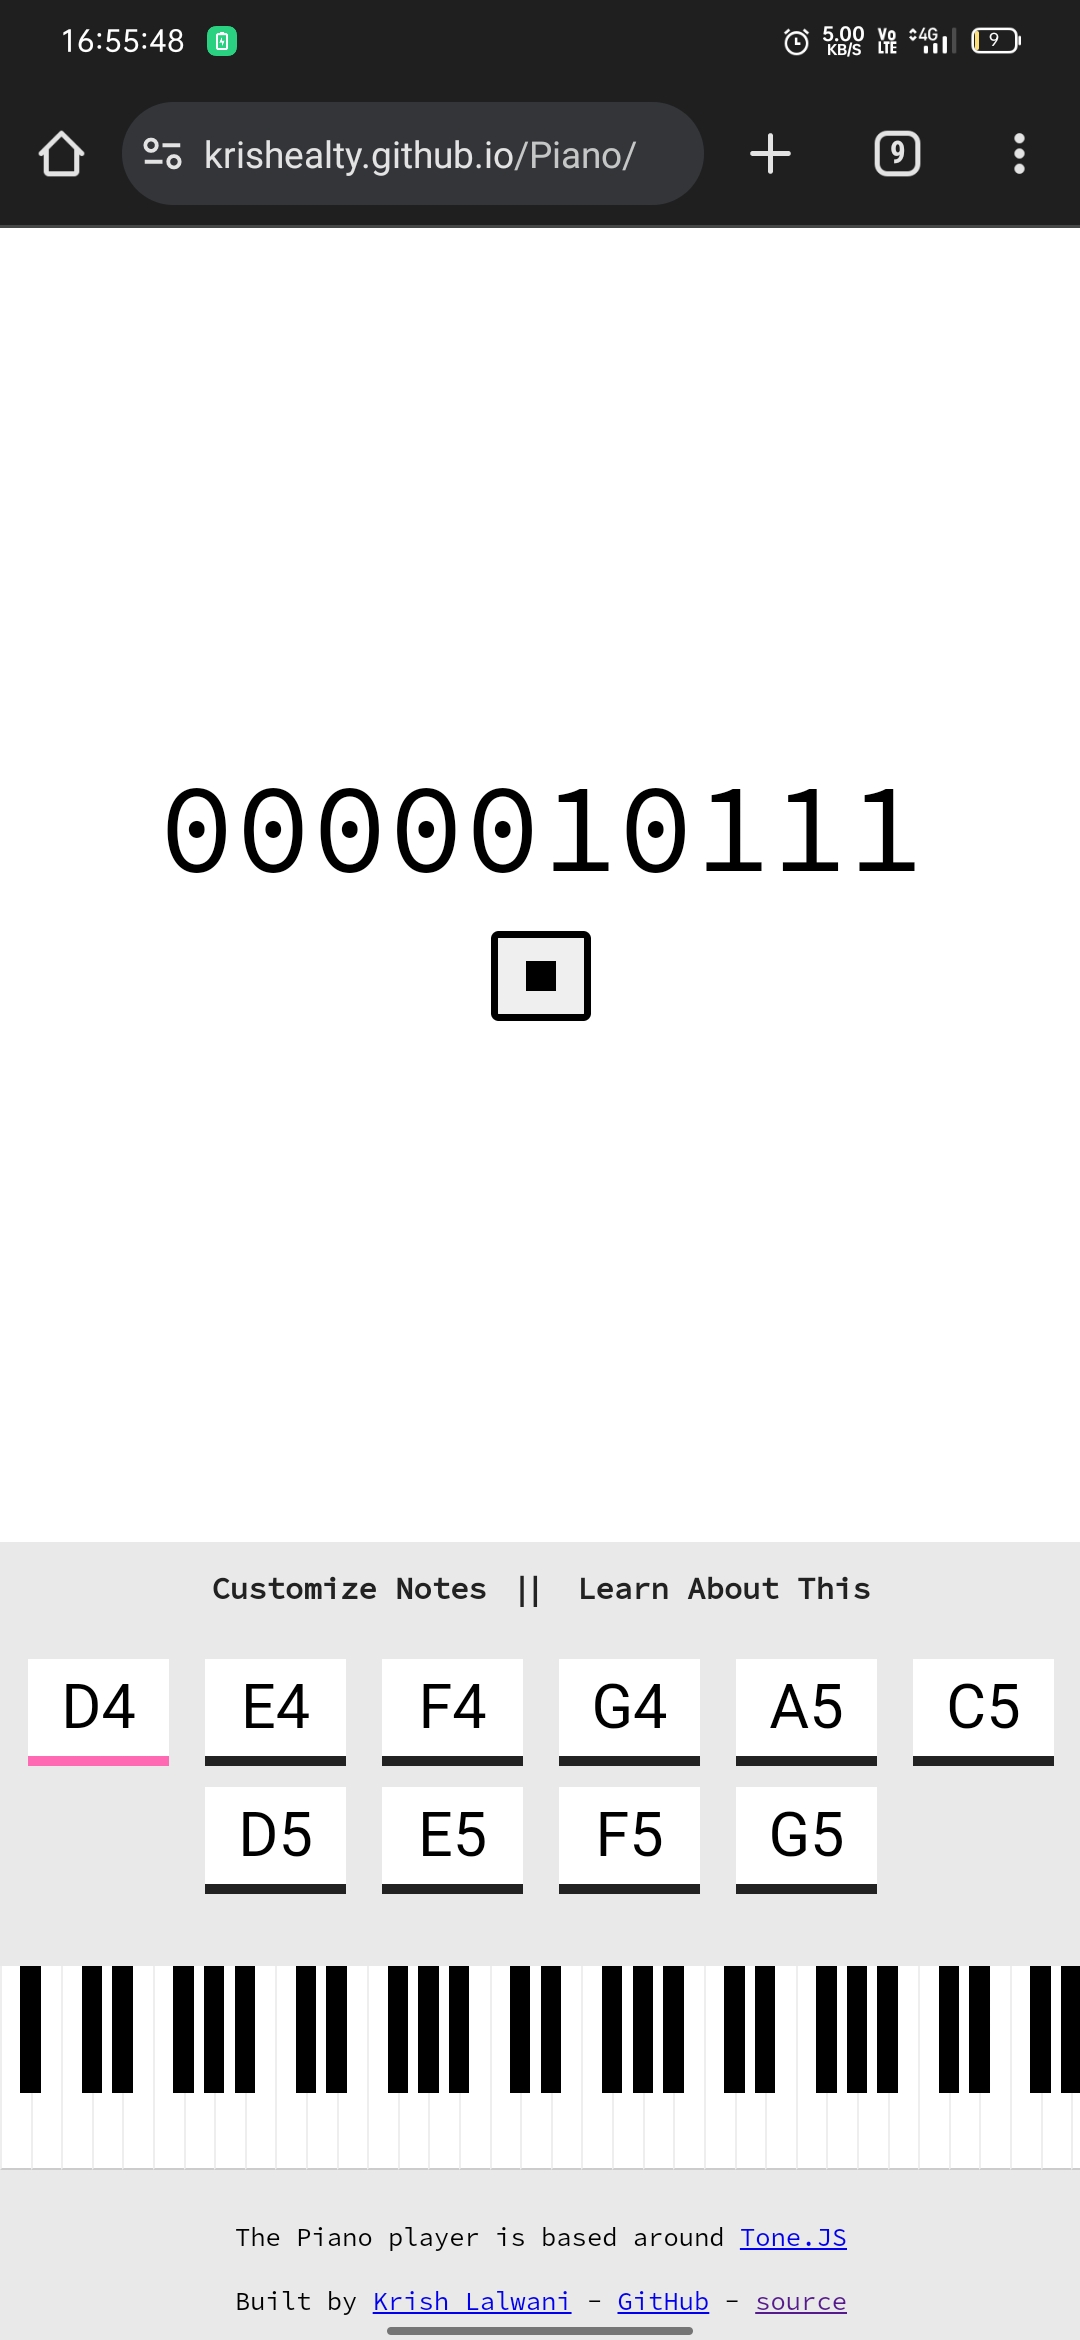 16:55:48
5.00 KB/S Vo LTE 4G 9
krishealty.github.io/Piano/
9
0000010111
Customize Notes || Learn About This
D4 E4 F4 G4 A5 C5
D5 E5 F5 G5
The Piano player is based around Tone.JS
Built by Krish Lalwani - GitHub - source